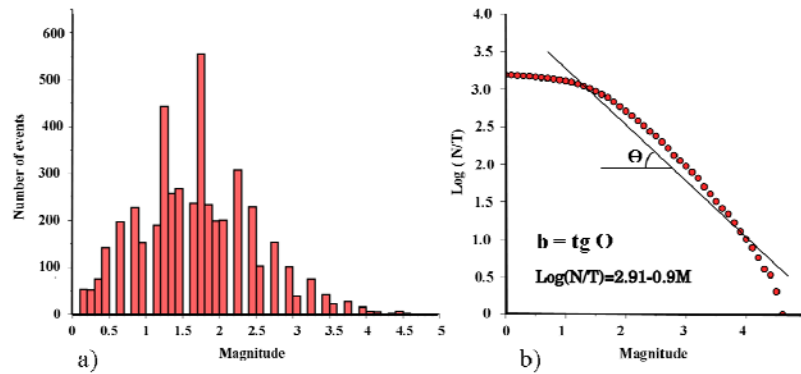 600
500
400
300
200
100
0
Number of events
0.5 1 1.5 2 2.5 3 3.5 4 4.5 5
Magnitude
a)
4.0
3.5
3.0
2.5
2.0
1.5
1.0
0.5
0
Log ( N/T)
Θ
b = tg Θ
Log(N/T)=2.91-0.9M
0 1 2 3 4
Magnitude
b)